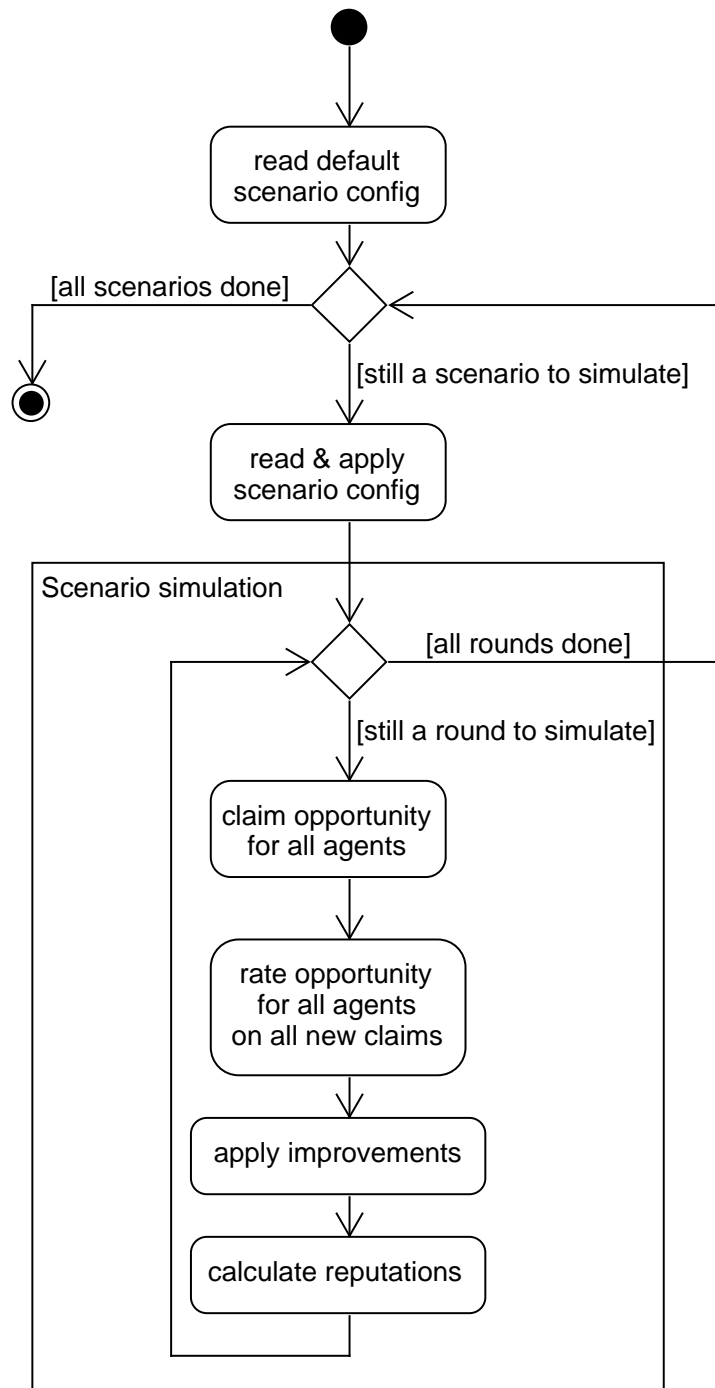 read default
scenario config
[all scenarios done]
[still a scenario to simulate]
read & apply
scenario config
Scenario simulation
[all rounds done]
[still a round to simulate]
claim opportunity
for all agents
rate opportunity
for all agents
on all new claims
apply improvements
calculate reputations